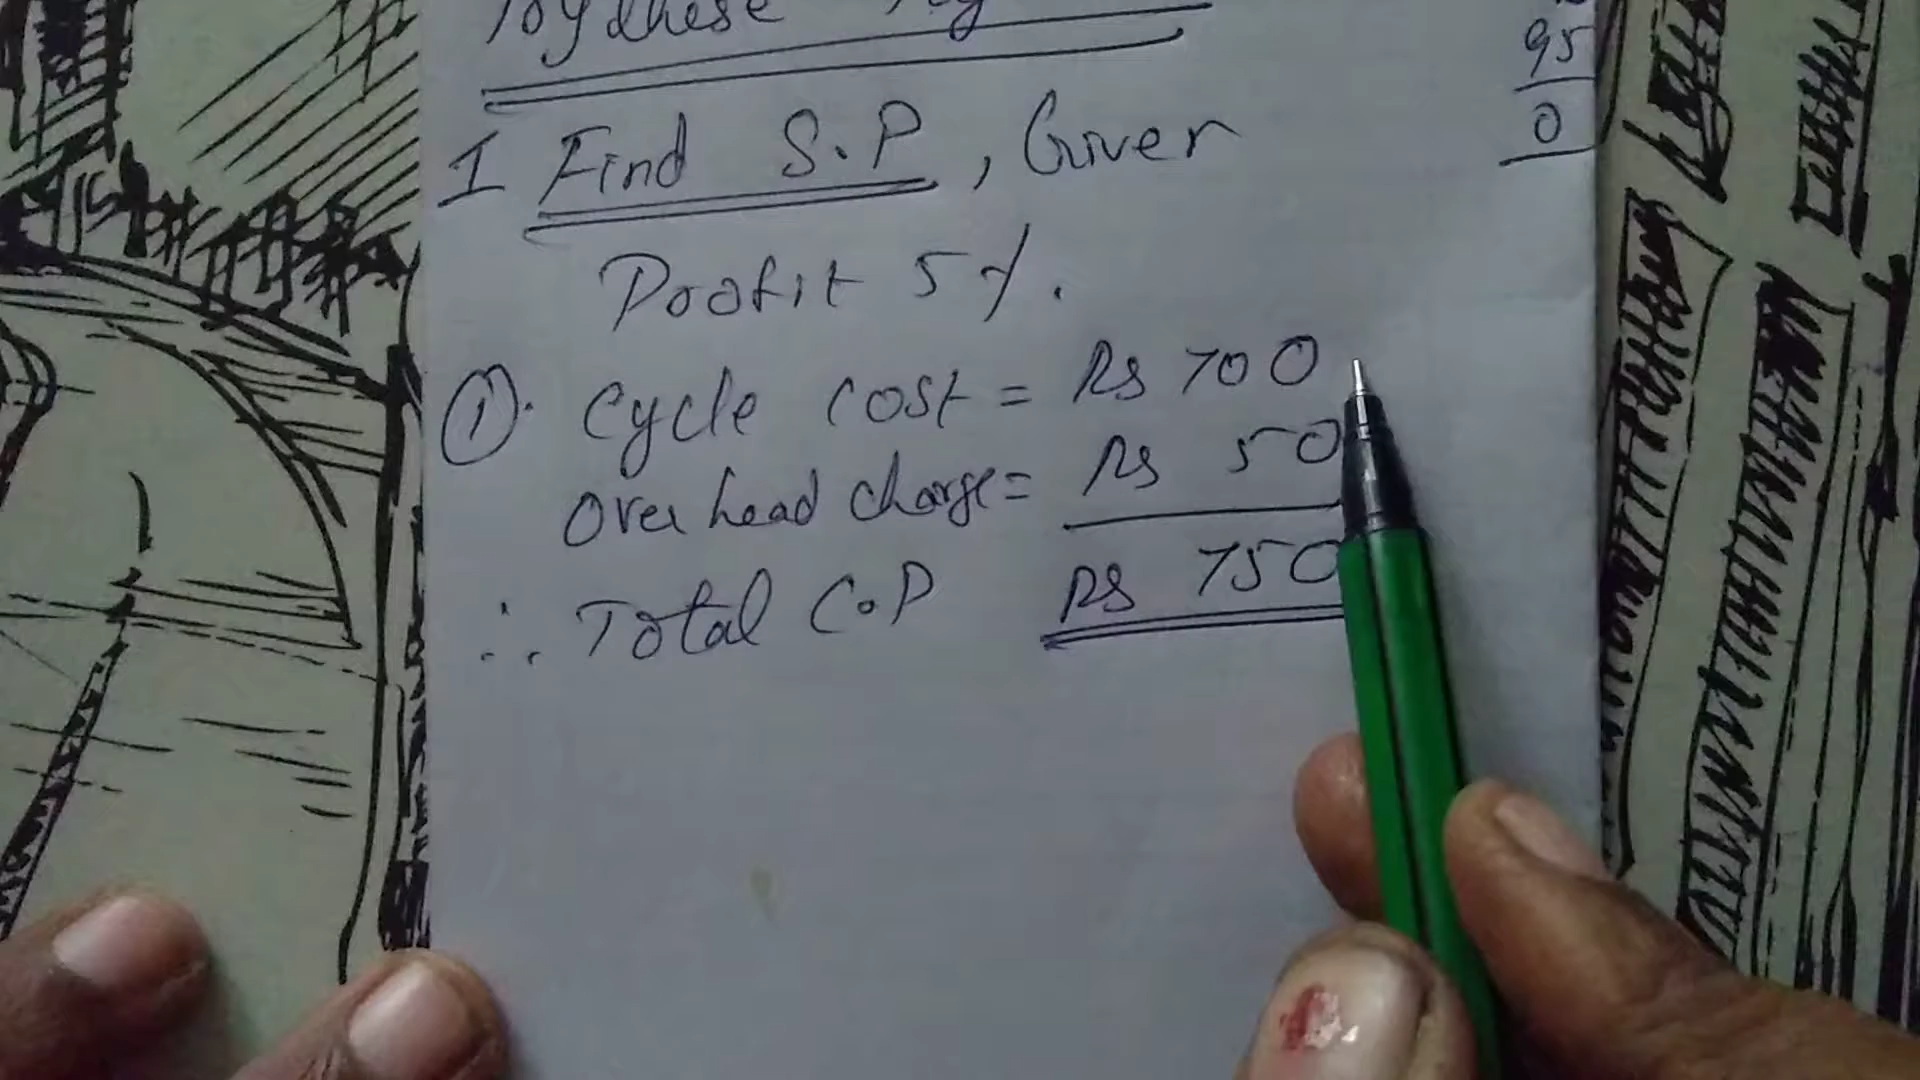 95
0
I Find S.P, Given
Profit 5%.
①. Cycle cost = Rs 700
Over head charge = Rs 50
∴ Total C.P Rs 750